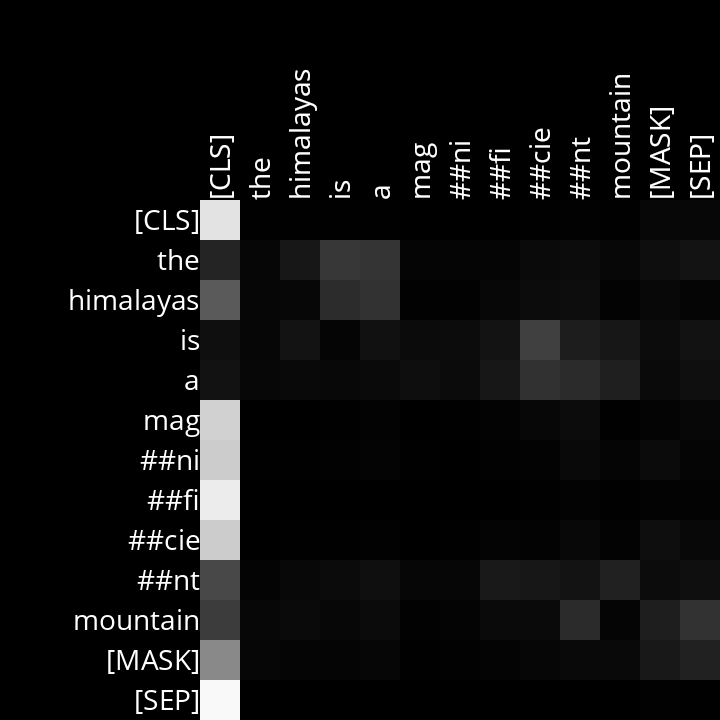 [CLS] the himalayas is a mag ##ni ##fi ##cie ##nt mountain [MASK] [SEP]
[CLS]
the
himalayas
is
a
mag
##ni
##fi
##cie
##nt
mountain
[MASK]
[SEP]